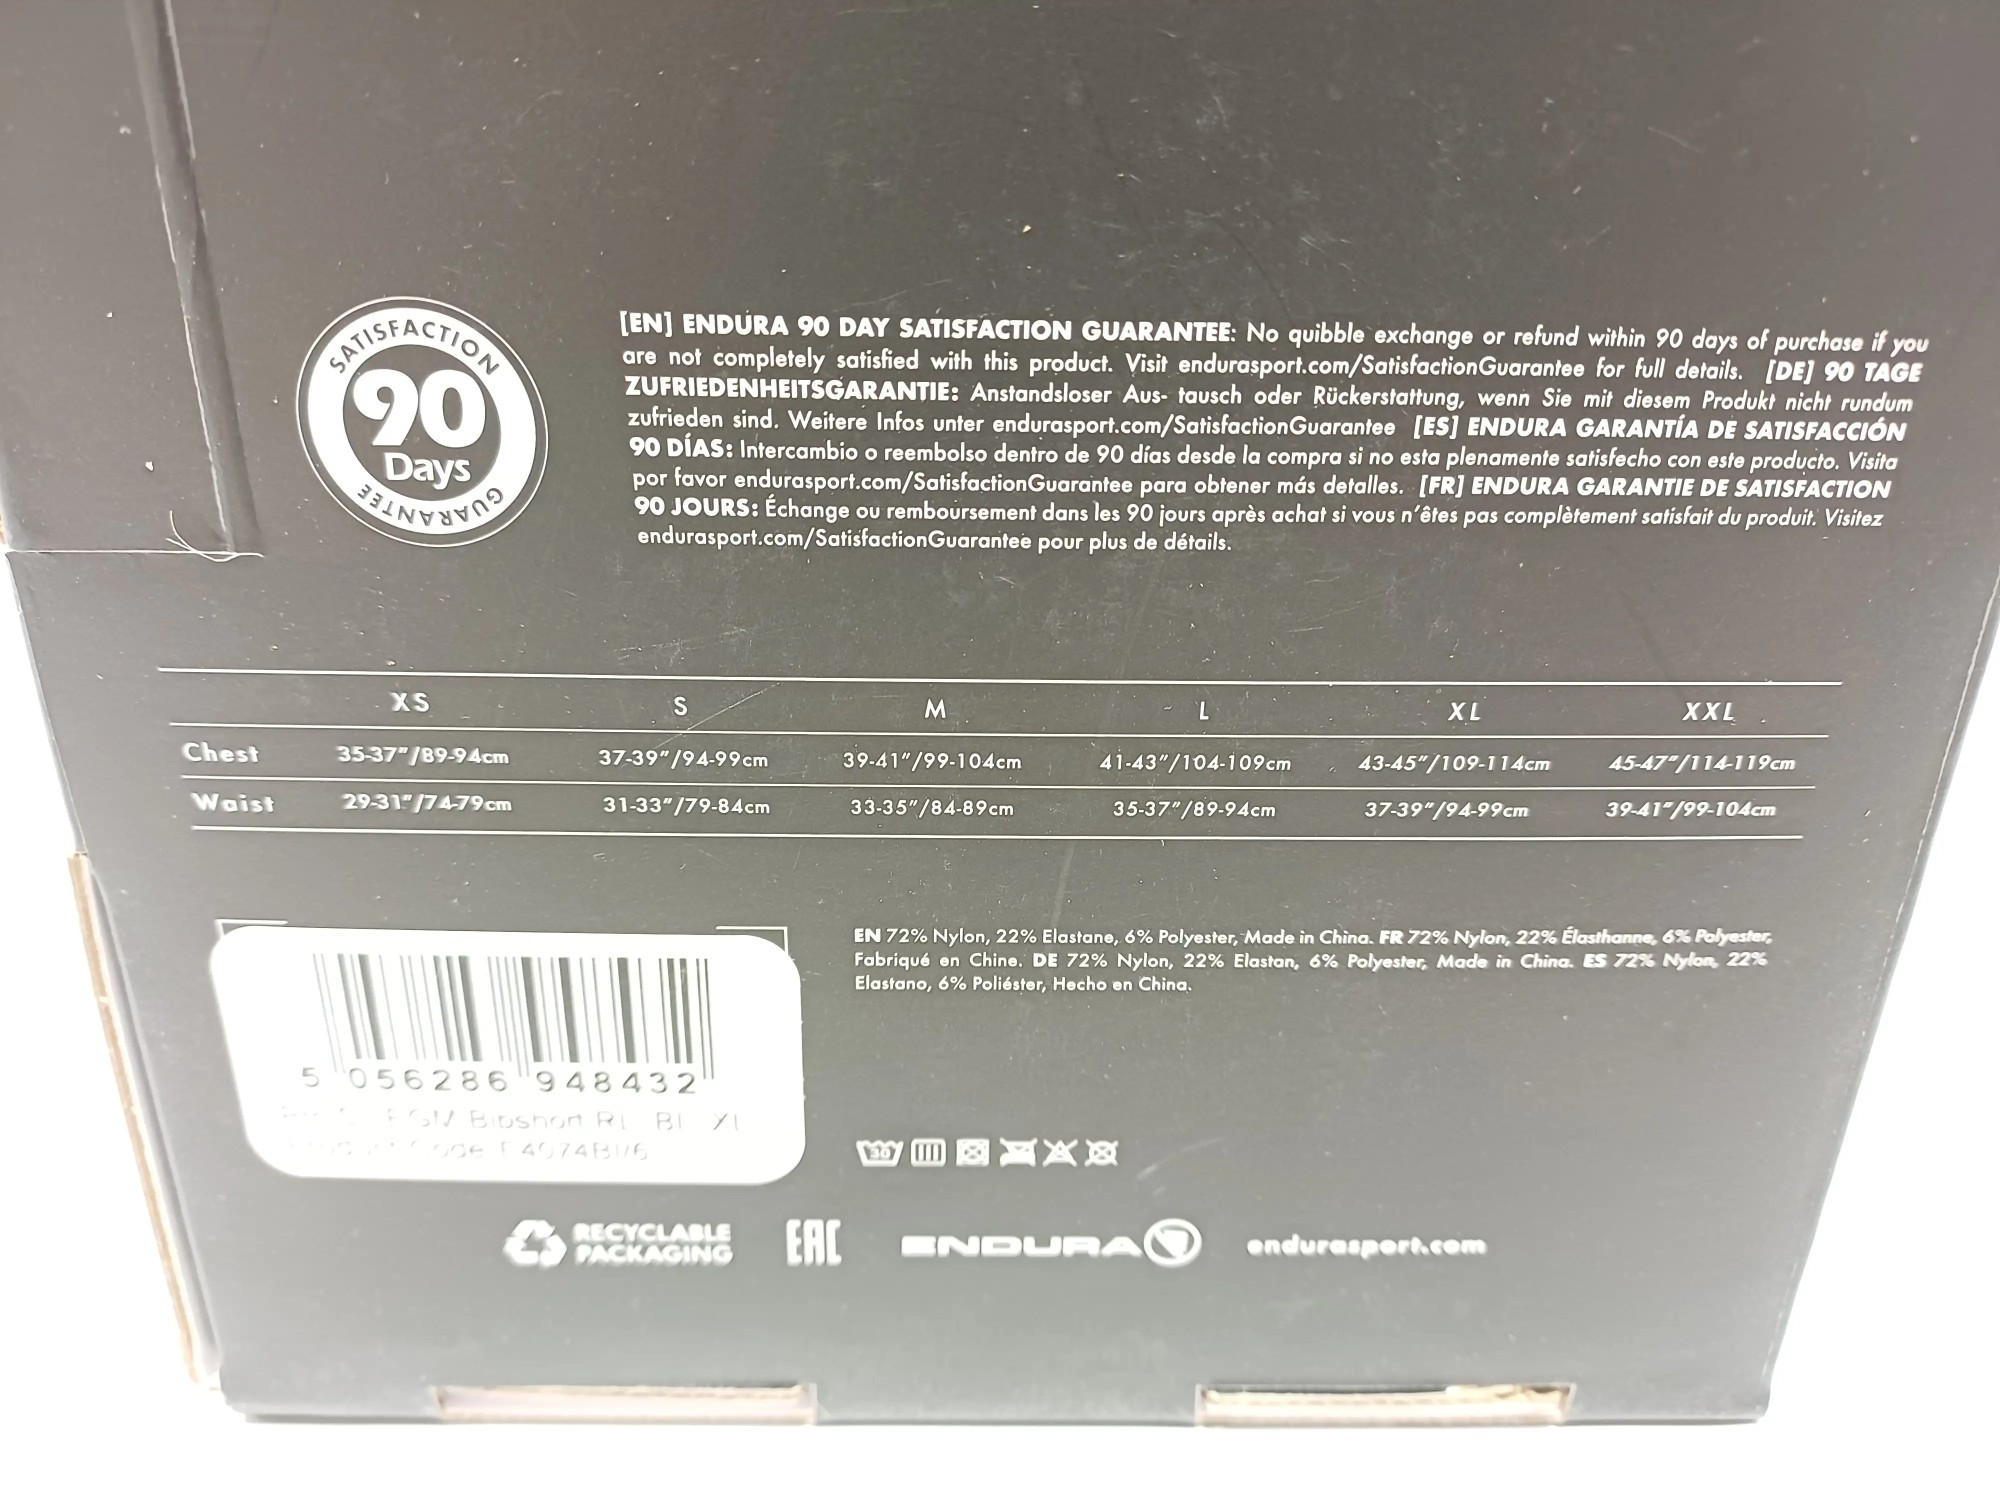 SATISFACTION
90
Days
GUARANTEE
[EN] ENDURA 90 DAY SATISFACTION GUARANTEE: No quibble exchange or refund within 90 days of purchase if you
are not completely satisfied with this product. Visit endurasport.com/SatisfactionGuarantee for full details. [DE] 90 TAGE
ZUFRIEDENHEITSGARANTIE: Anstandsloser Aus- tausch oder Rückerstattung, wenn Sie mit diesem Produkt nicht rundum
zufrieden sind. Weitere Infos unter endurasport.com/SatisfactionGuarantee [ES] ENDURA GARANTÍA DE SATISFACCIÓN
90 DÍAS: Intercambio o reembolso dentro de 90 días desde la compra si no esta plenamente satisfecho con este producto. Visita
por favor endurasport.com/SatisfactionGuarantee para obtener más detalles. [FR] ENDURA GARANTIE DE SATISFACTION
90 JOURS: Échange ou remboursement dans les 90 jours après achat si vous n'êtes pas complètement satisfait du produit. Visitez
endurasport.com/SatisfactionGuarantee pour plus de détails.
XS S M L XL XXL
Chest 35-37"/89-94cm 37-39"/94-99cm 39-41"/99-104cm 41-43"/104-109cm 43-45"/109-114cm 45-47"/114-119cm
Waist 29-31"/74-79cm 31-33"/79-84cm 33-35"/84-89cm 35-37"/89-94cm 37-39"/94-99cm 39-41"/99-104cm
EN 72% Nylon, 22% Elastane, 6% Polyester, Made in China. FR 72% Nylon, 22% Élasthanne, 6% Polyester,
Fabriqué en Chine. DE 72% Nylon, 22% Elastan, 6% Polyester, Made in China. ES 72% Nylon, 22%
Elastano, 6% Poliéster, Hecho en China.
5 056286 948432
EGM Bibshort XL
Code
30
RECYCLABLE
PACKAGING
EAC
ENDURA
endurasport.com